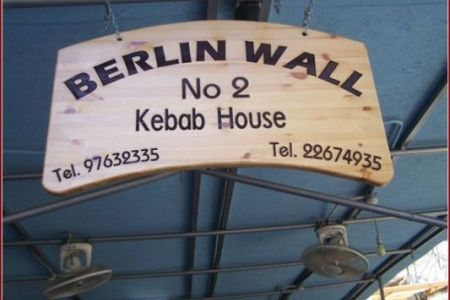 BERLIN WALL
No 2
Kebab House
Tel. 97632335 Tel. 22674935